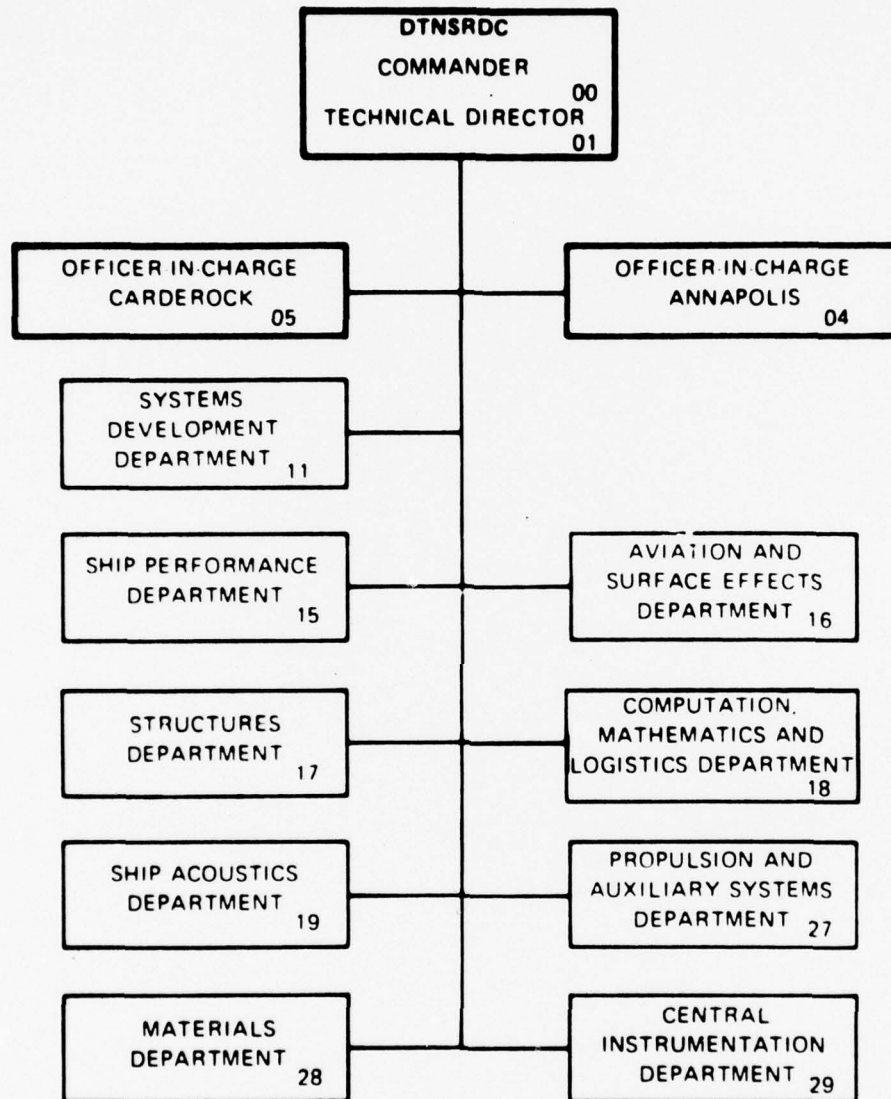 DTNSRDC
COMMANDER
00
TECHNICAL DIRECTOR
01
OFFICER-IN-CHARGE
CARDEROCK
05
OFFICER-IN-CHARGE
ANNAPOLIS
04
SYSTEMS
DEVELOPMENT
DEPARTMENT
11
SHIP PERFORMANCE
DEPARTMENT
15
AVIATION AND
SURFACE EFFECTS
DEPARTMENT
16
STRUCTURES
DEPARTMENT
17
COMPUTATION,
MATHEMATICS AND
LOGISTICS DEPARTMENT
18
SHIP ACOUSTICS
DEPARTMENT
19
PROPULSION AND
AUXILIARY SYSTEMS
DEPARTMENT
27
MATERIALS
DEPARTMENT
28
CENTRAL
INSTRUMENTATION
DEPARTMENT
29